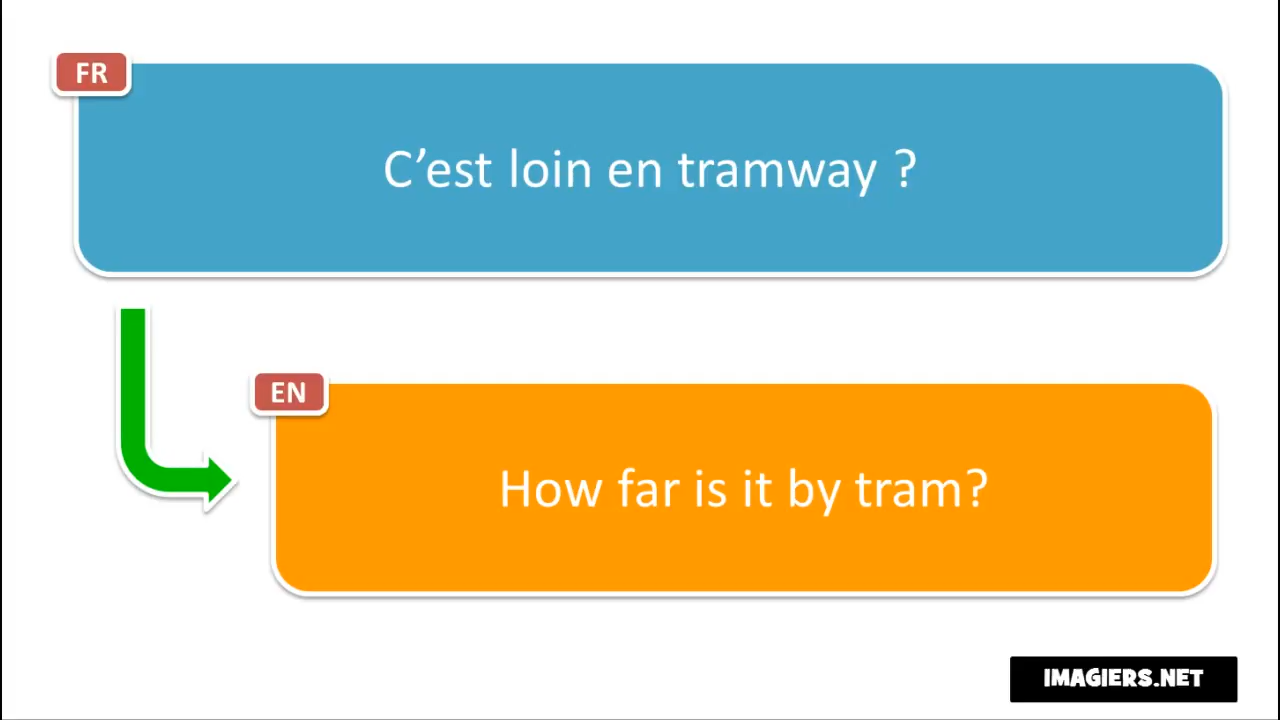 FR
C’est loin en tramway ?
EN
How far is it by tram?
IMAGIERS.NET